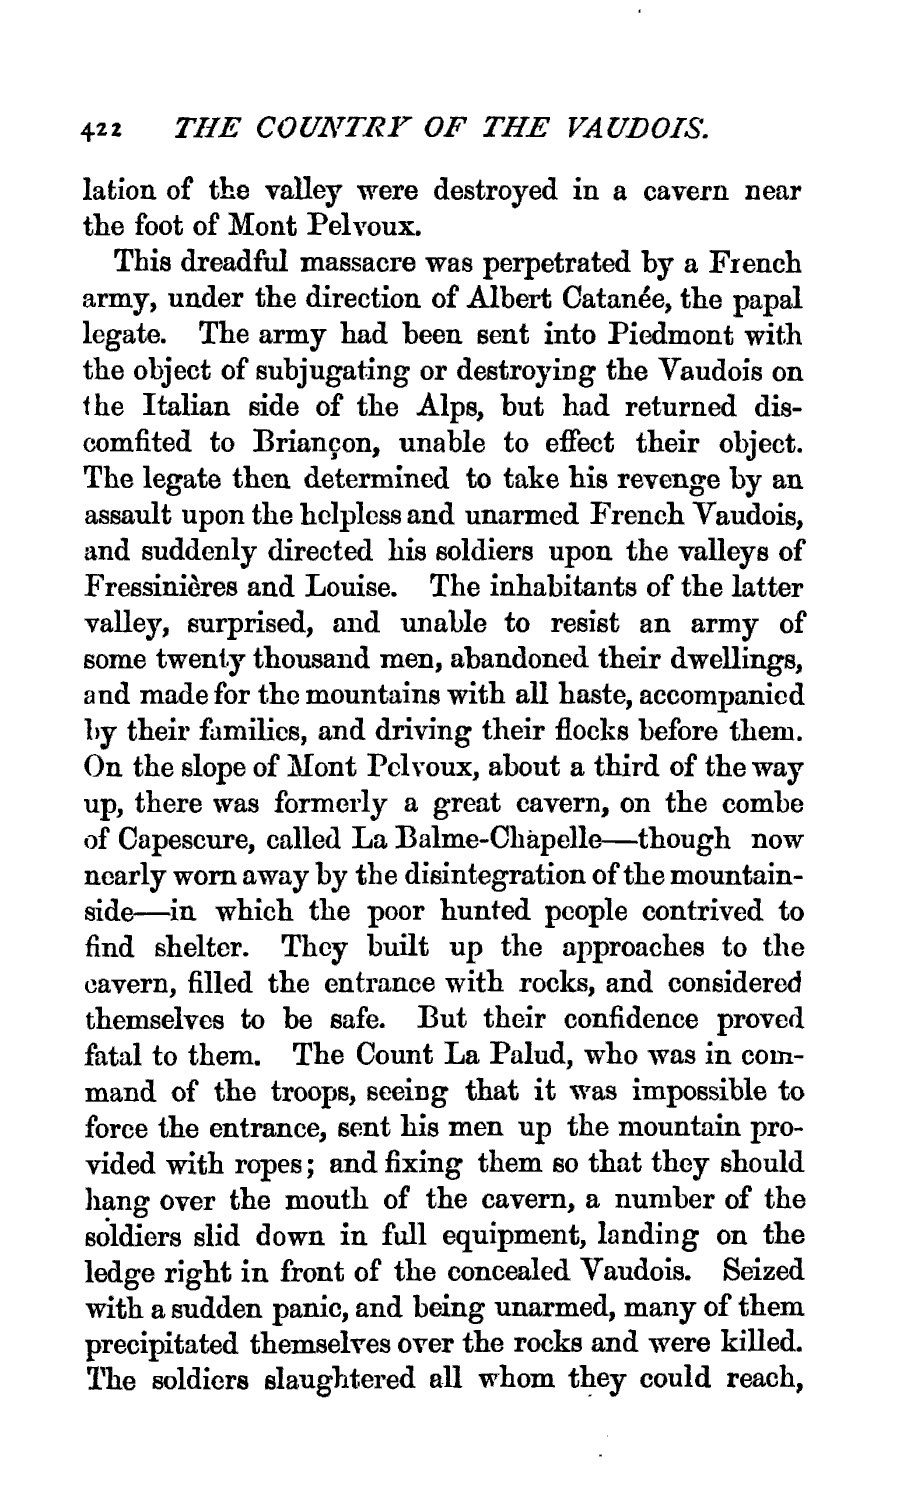 422 THE COUNTRY OF THE VAUDOIS.
lation of the valley were destroyed in a cavern near
the foot of Mont Pelvoux.
This dreadful massacre was perpetrated by a French
army, under the direction of Albert Catanée, the papal
legate. The army had been sent into Piedmont with
the object of subjugating or destroying the Vaudois on
the Italian side of the Alps, but had returned dis-
comfited to Briançon, unable to effect their object.
The legate then determined to take his revenge by an
assault upon the helpless and unarmed French Vaudois,
and suddenly directed his soldiers upon the valleys of
Fressinières and Louise. The inhabitants of the latter
valley, surprised, and unable to resist an army of
some twenty thousand men, abandoned their dwellings,
and made for the mountains with all haste, accompanied
by their families, and driving their flocks before them.
On the slope of Mont Pelvoux, about a third of the way
up, there was formerly a great cavern, on the combe
of Capescure, called La Balme-Chapelle—though now
nearly worn away by the disintegration of the mountain-
side—in which the poor hunted people contrived to
find shelter. They built up the approaches to the
cavern, filled the entrance with rocks, and considered
themselves to be safe. But their confidence proved
fatal to them. The Count La Palud, who was in com-
mand of the troops, seeing that it was impossible to
force the entrance, sent his men up the mountain pro-
vided with ropes; and fixing them so that they should
hang over the mouth of the cavern, a number of the
soldiers slid down in full equipment, landing on the
ledge right in front of the concealed Vaudois. Seized
with a sudden panic, and being unarmed, many of them
precipitated themselves over the rocks and were killed.
The soldiers slaughtered all whom they could reach,